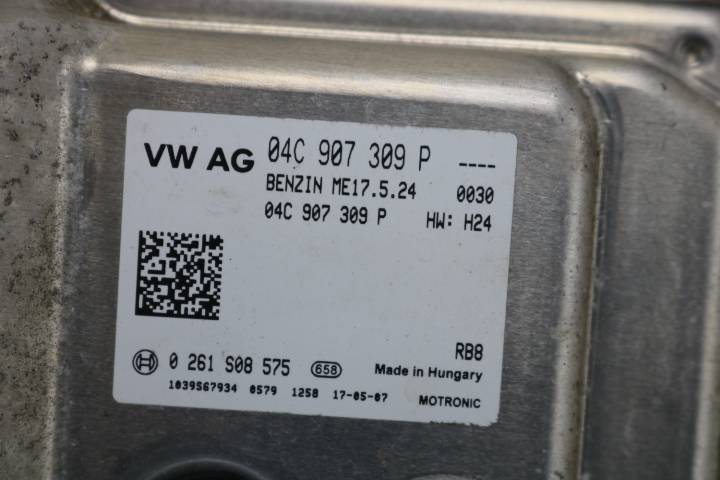 VW AG 04C 907 309 P ----
BENZIN ME17.5.24 0030
04C 907 309 P HW: H24
RB8
0 261 S08 575 658 Made in Hungary
1039S67934 0579 1258 17-05-07 MOTRONIC